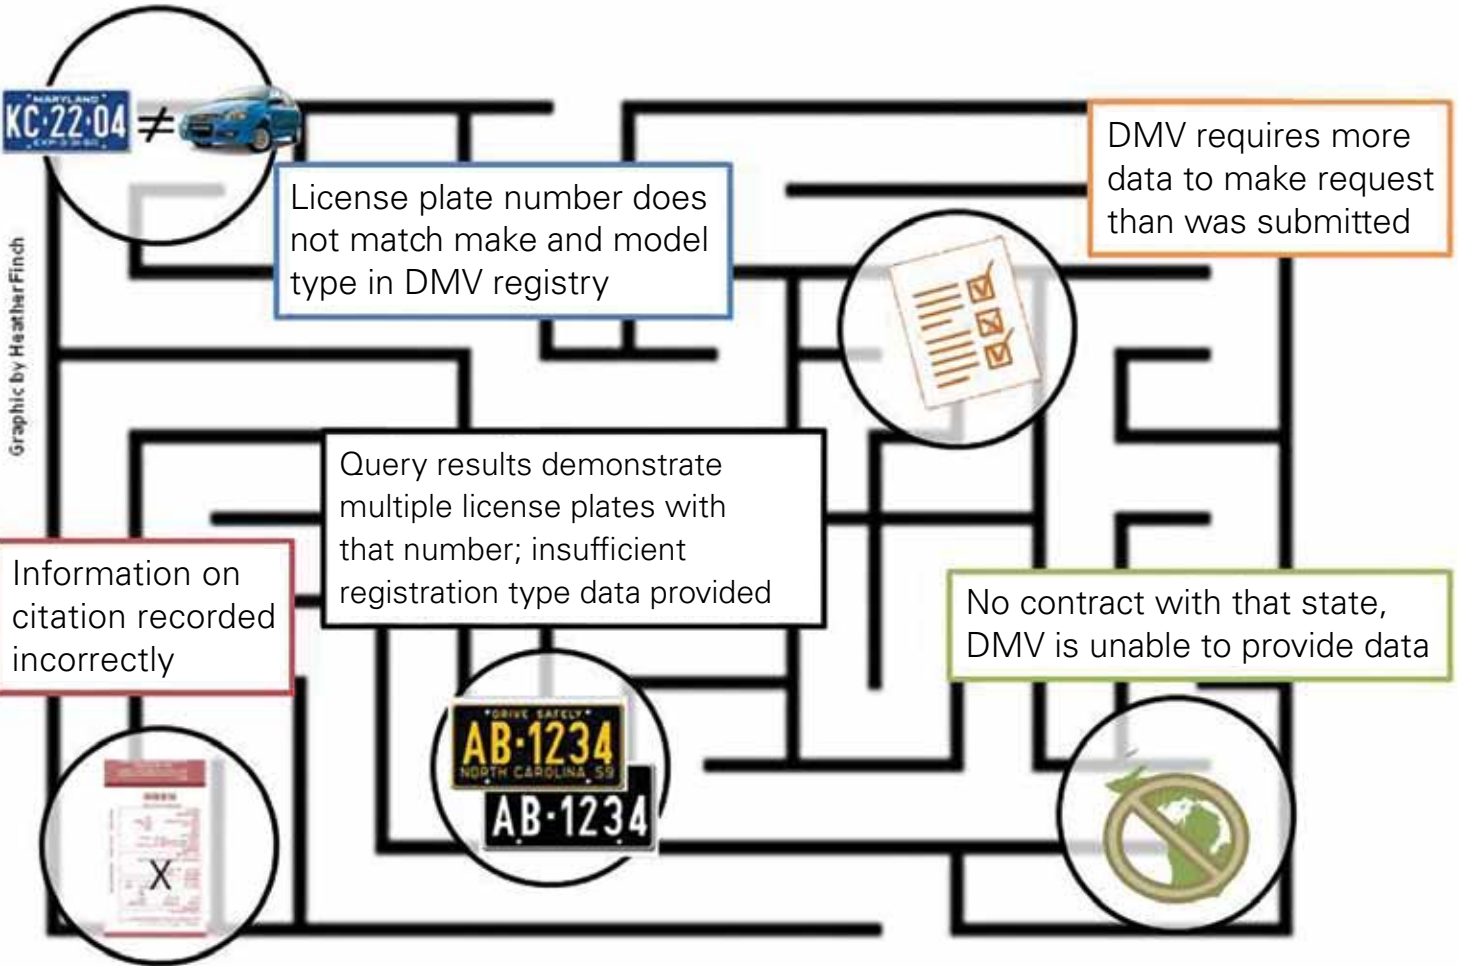 MARYLAND
KC·22·04
≠
License plate number does
not match make and model
type in DMV registry
DMV requires more
data to make request
than was submitted
Graphic by Heather Finch
Query results demonstrate
multiple license plates with
that number; insufficient
registration type data provided
Information on
citation recorded
incorrectly
No contract with that state,
DMV is unable to provide data
DRIVE SAFELY
AB·1234
NORTH CAROLINA 59
AB·1234
X